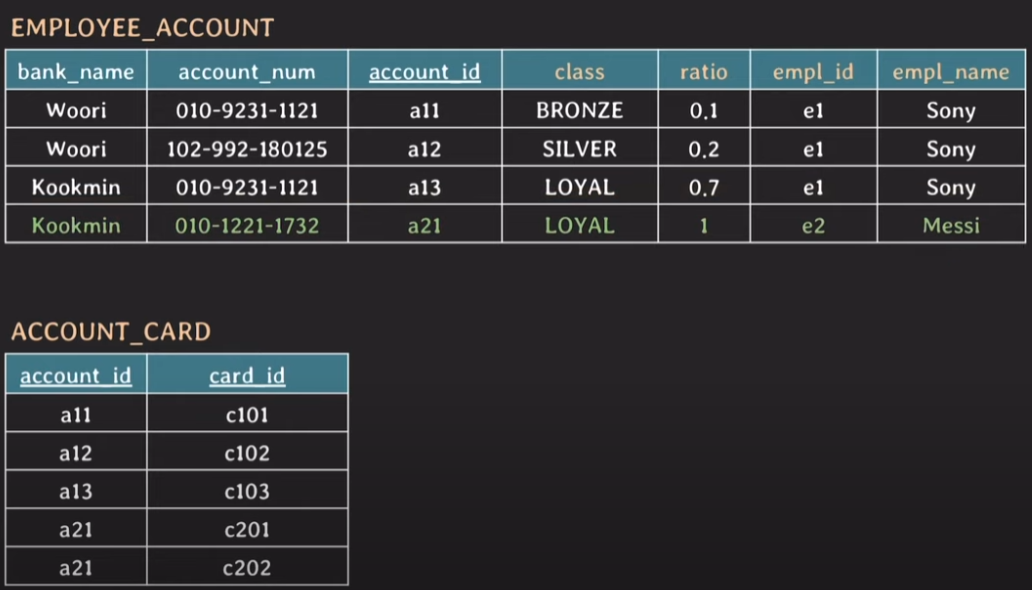 EMPLOYEE_ACCOUNT
bank_name account_num account_id class ratio empl_id empl_name
Woori 010-9231-1121 a11 BRONZE 0.1 e1 Sony
Woori 102-992-180125 a12 SILVER 0.2 e1 Sony
Kookmin 010-9231-1121 a13 LOYAL 0.7 e1 Sony
Kookmin 010-1221-1732 a21 LOYAL 1 e2 Messi
ACCOUNT_CARD
account_id card_id
a11 c101
a12 c102
a13 c103
a21 c201
a21 c202